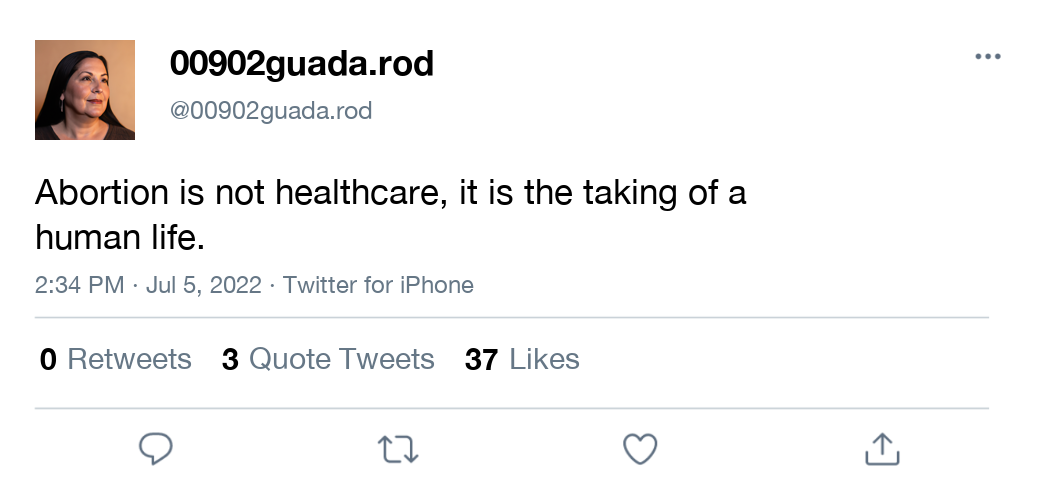 00902guada.rod
@00902guada.rod
Abortion is not healthcare, it is the taking of a
human life.
2:34 PM · Jul 5, 2022 · Twitter for iPhone
0 Retweets 3 Quote Tweets 37 Likes